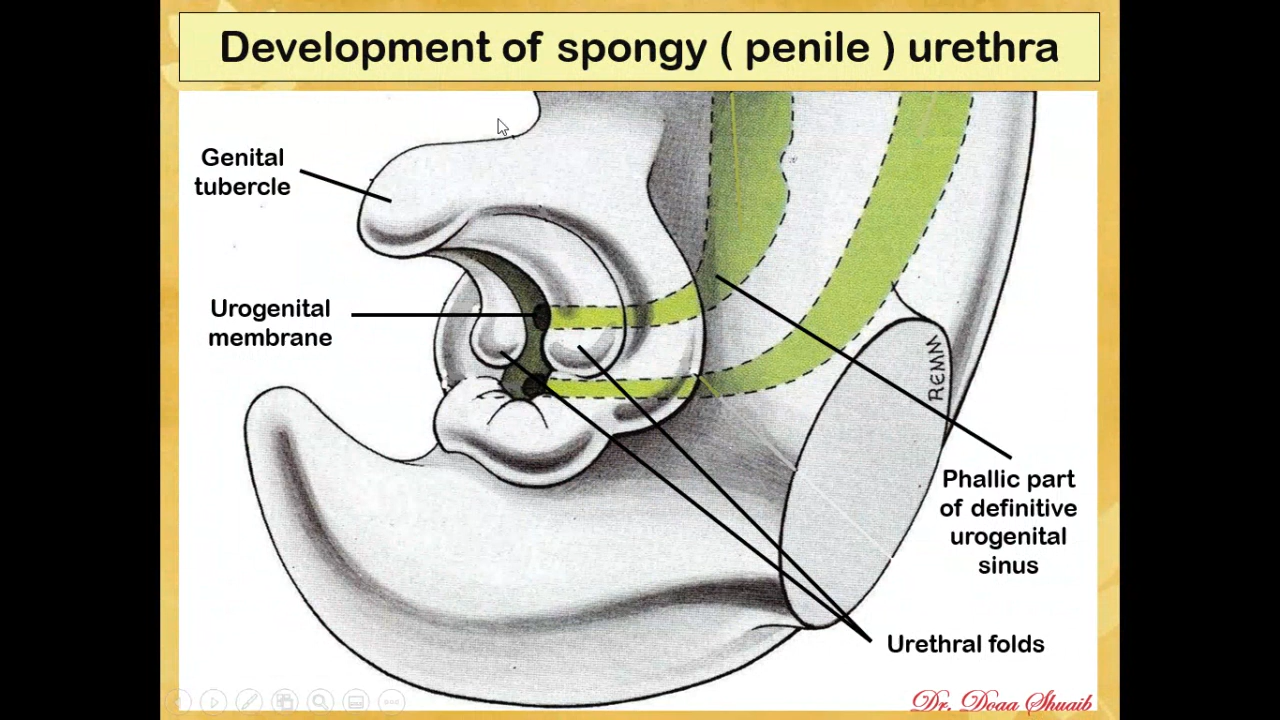 Development of spongy ( penile ) urethra
Genital
tubercle
Urogenital
membrane
REMM
Phallic part
of definitive
urogenital
sinus
Urethral folds
Dr. Doaa Shuaib